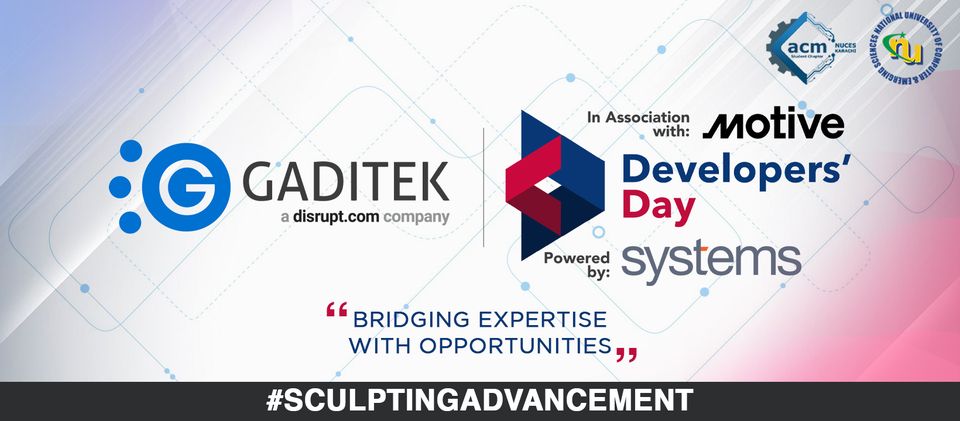 acm
Student Chapter
NUCES
KARACHI
NATIONAL UNIVERSITY OF COMPUTER & EMERGING SCIENCES
nu
G
GADITEK
a disrupt.com company
In Association
with:
motive
Developers'
Day
Powered
by:
systems
“BRIDGING EXPERTISE
WITH OPPORTUNITIES„
#SCULPTINGADVANCEMENT